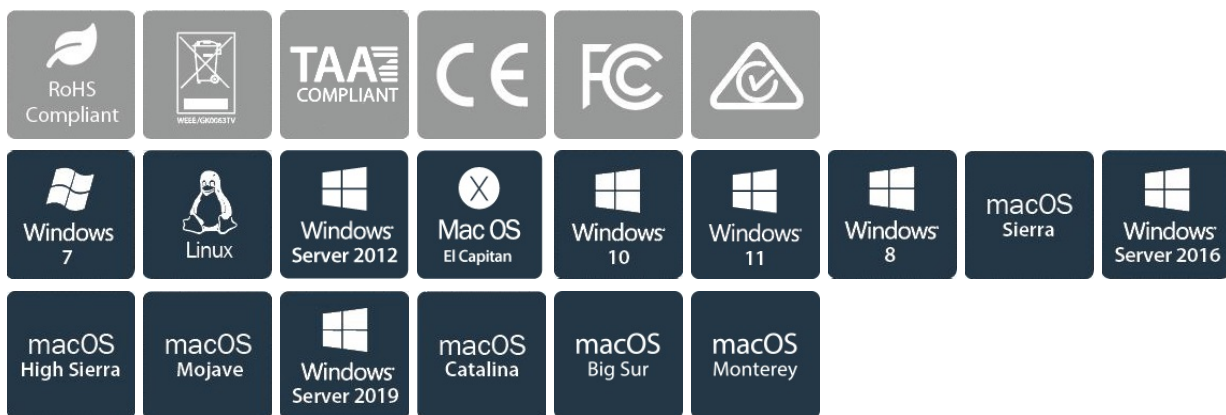 RoHS
Compliant
WEEE/GK0063TV
TAA
COMPLIANT
CE
FC
Windows
7
Linux
Windows
Server 2012
X
Mac OS
El Capitan
Windows
10
Windows
11
Windows
8
macOS
Sierra
Windows
Server 2016
macOS
High Sierra
macOS
Mojave
Windows
Server 2019
macOS
Catalina
macOS
Big Sur
macOS
Monterey